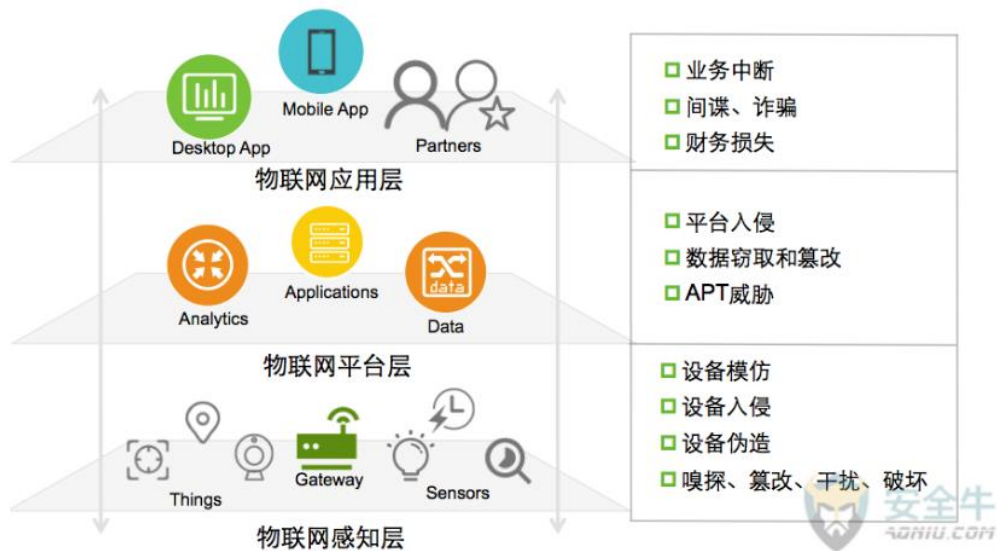 Mobile App
Desktop App
Partners
物联网应用层
业务中断
间谍、诈骗
财务损失
Analytics
Applications
data
Data
物联网平台层
平台入侵
数据窃取和篡改
APT威胁
Things
Gateway
Sensors
物联网感知层
设备模仿
设备入侵
设备伪造
嗅探、篡改、干扰、破坏
安全牛
AQNIU.COM